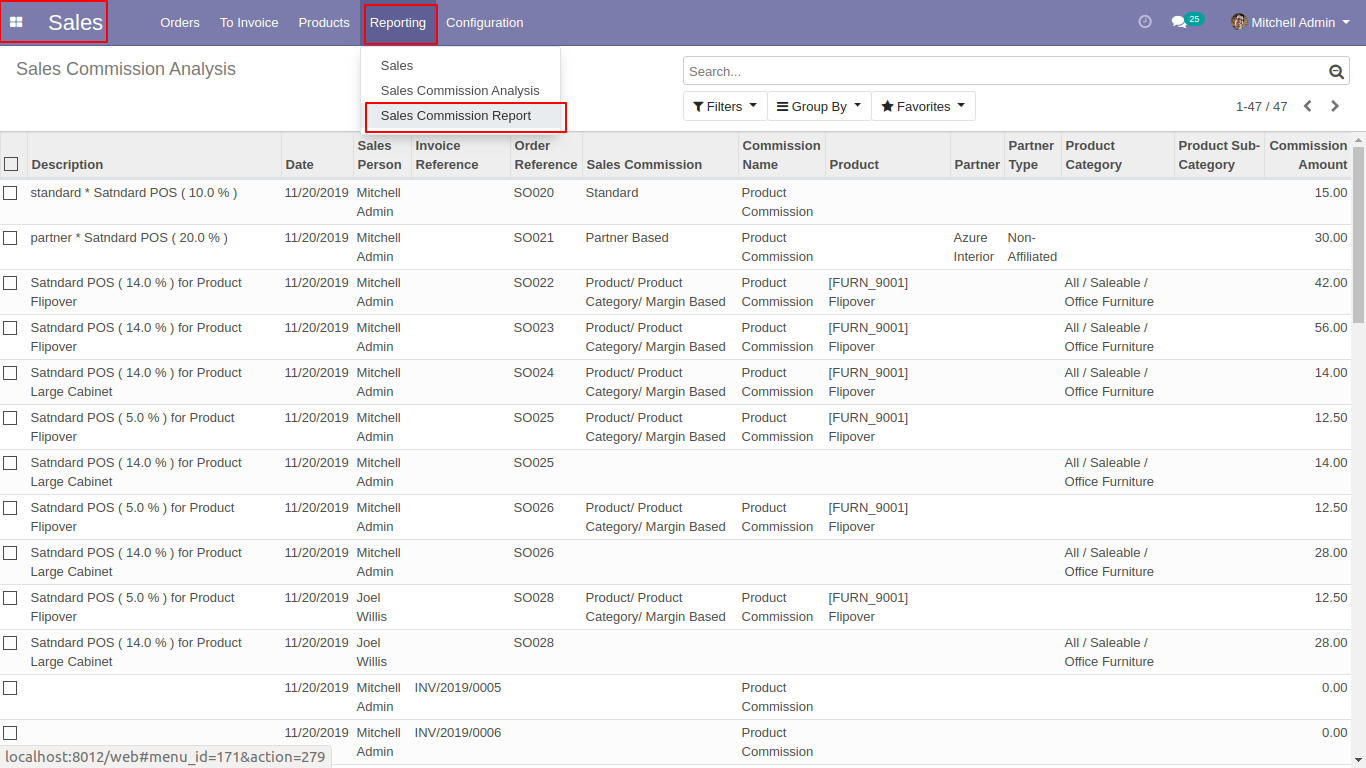 Sales
Orders To Invoice Products Reporting Configuration
25 Mitchell Admin
Sales Commission Analysis
Search...
Sales
Sales Commission Analysis
Sales Commission Report
Filters Group By Favorites
1-47 / 47
Description Date Sales Person Invoice Reference Order Reference Sales Commission Commission Name Product Partner Partner Type Product Category Product Sub-Category Commission Amount
standard * Satndard POS ( 10.0 % ) 11/20/2019 Mitchell SO020 Standard Product 15.00
Admin Commission
partner * Satndard POS ( 20.0 % ) 11/20/2019 Mitchell SO021 Partner Based Product Azure Non- 30.00
Admin Commission Interior Affiliated
Satndard POS ( 14.0 % ) for Product 11/20/2019 Mitchell SO022 Product/ Product Product [FURN_9001] All / Saleable / 42.00
Flipover Admin Category/ Margin Based Commission Flipover Office Furniture
Satndard POS ( 14.0 % ) for Product 11/20/2019 Mitchell SO023 Product/ Product Product [FURN_9001] All / Saleable / 56.00
Flipover Admin Category/ Margin Based Commission Flipover Office Furniture
Satndard POS ( 14.0 % ) for Product 11/20/2019 Mitchell SO024 Product/ Product Product [FURN_9001] All / Saleable / 14.00
Large Cabinet Admin Category/ Margin Based Commission Flipover Office Furniture
Satndard POS ( 5.0 % ) for Product 11/20/2019 Mitchell SO025 Product/ Product Product [FURN_9001] 12.50
Flipover Admin Category/ Margin Based Commission Flipover
Satndard POS ( 14.0 % ) for Product 11/20/2019 Mitchell SO025 All / Saleable / 14.00
Large Cabinet Admin Office Furniture
Satndard POS ( 5.0 % ) for Product 11/20/2019 Mitchell SO026 Product/ Product Product [FURN_9001] 12.50
Flipover Admin Category/ Margin Based Commission Flipover
Satndard POS ( 14.0 % ) for Product 11/20/2019 Mitchell SO026 All / Saleable / 28.00
Large Cabinet Admin Office Furniture
Satndard POS ( 5.0 % ) for Product 11/20/2019 Joel SO028 Product/ Product Product [FURN_9001] 12.50
Flipover Willis Category/ Margin Based Commission Flipover
Satndard POS ( 14.0 % ) for Product 11/20/2019 Joel SO028 All / Saleable / 28.00
Large Cabinet Willis Office Furniture
11/20/2019 Mitchell INV/2019/0005 Product 0.00
Admin Commission
11/20/2019 Mitchell INV/2019/0006 Product 0.00
Admin Commission
localhost:8012/web#menu_id=171&action=279